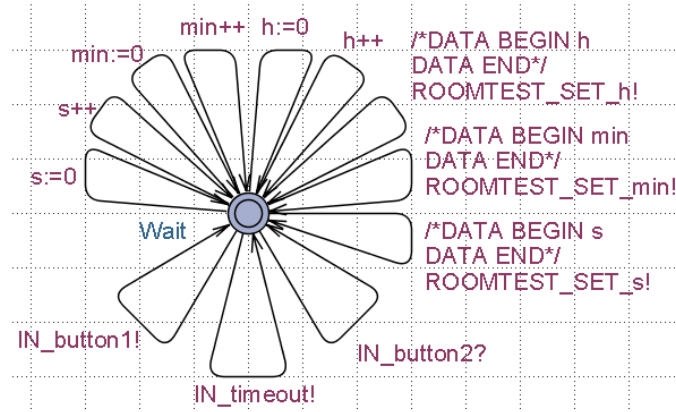 min++ h:=0
h++
min:=0
s++
s:=0
/*DATA BEGIN h
DATA END*/
ROOMTEST_SET_h!
/*DATA BEGIN min
DATA END*/
ROOMTEST_SET_min!
Wait
/*DATA BEGIN s
DATA END*/
ROOMTEST_SET_s!
IN_button1!
IN_button2?
IN_timeout!